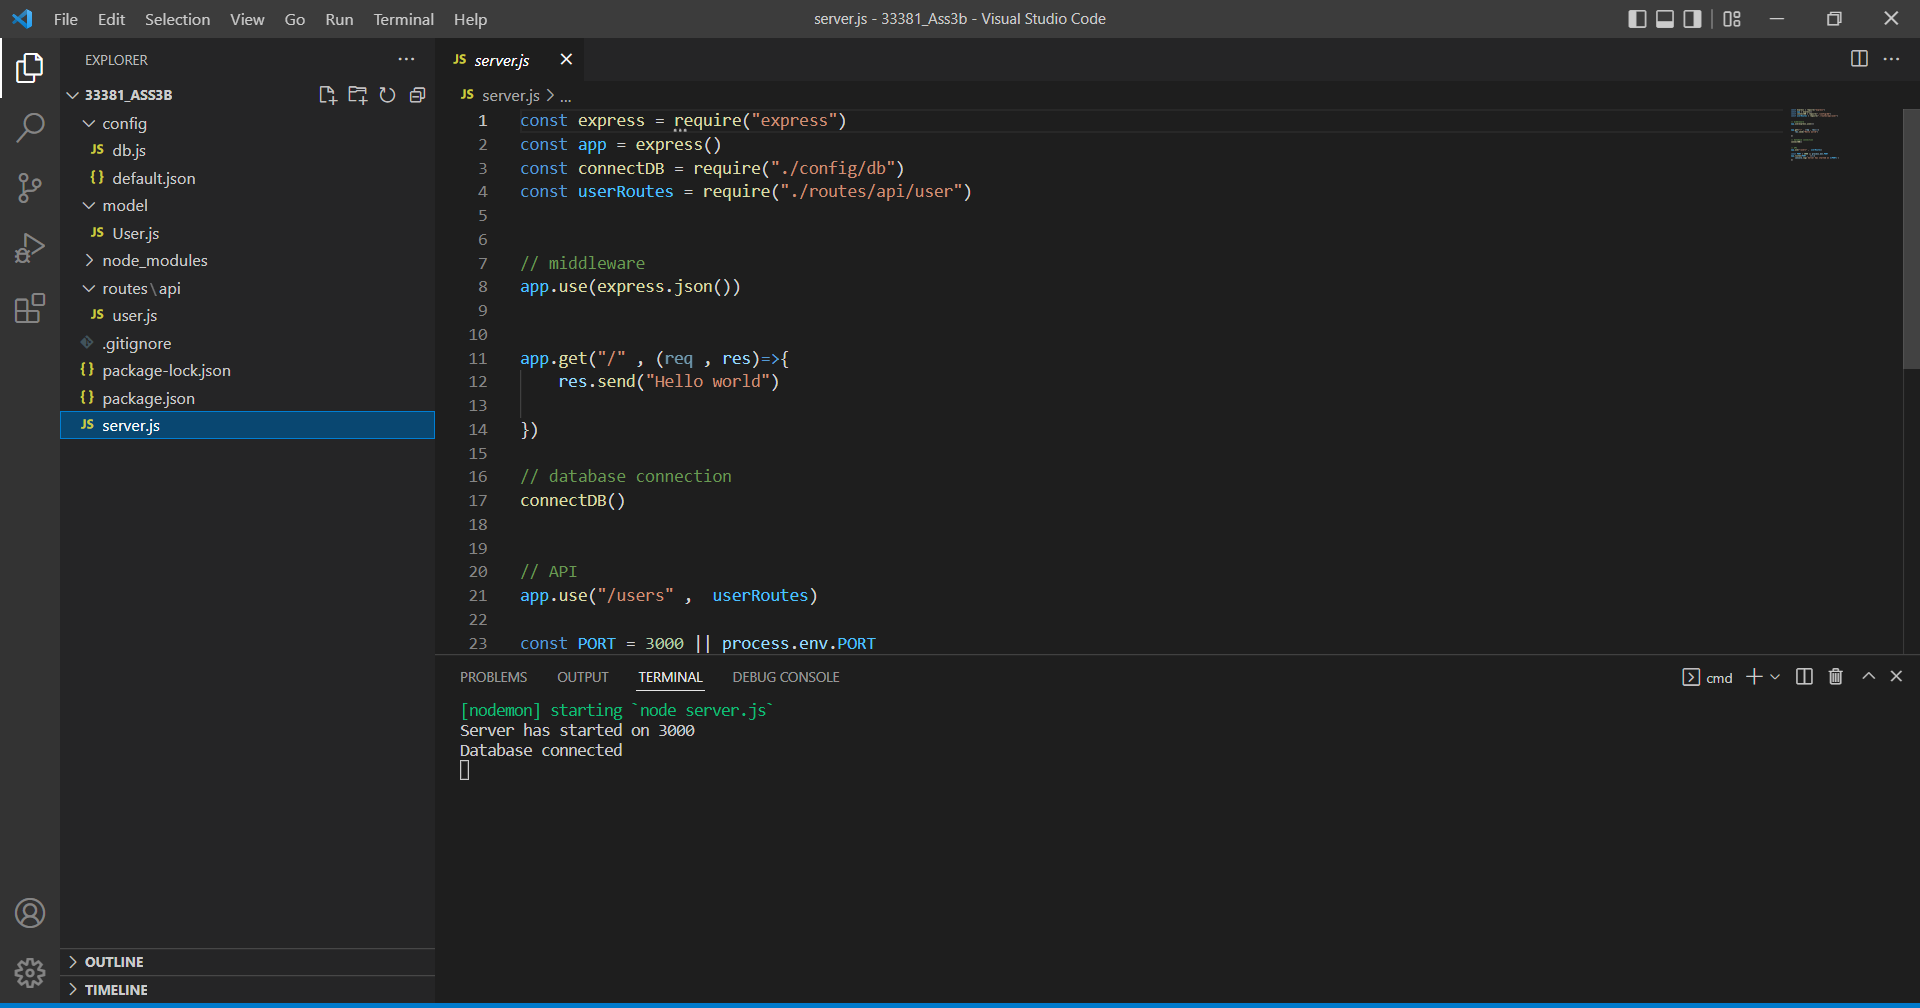 File Edit Selection View Go Run Terminal Help
server.js - 33381_Ass3b - Visual Studio Code
EXPLORER
33381_ASS3B
config
JS db.js
{} default.json
model
JS User.js
node_modules
routes\api
JS user.js
.gitignore
{} package-lock.json
{} package.json
JS server.js
OUTLINE
TIMELINE
JS server.js
JS server.js > ...
1 const express = require("express")
2 const app = express()
3 const connectDB = require("./config/db")
4 const userRoutes = require("./routes/api/user")
5
6
7 // middleware
8 app.use(express.json())
9
10
11 app.get("/" , (req , res)=>{
12 res.send("Hello world")
13
14 })
15
16 // database connection
17 connectDB()
18
19
20 // API
21 app.use("/users" ,  userRoutes)
22
23 const PORT = 3000 || process.env.PORT
PROBLEMS OUTPUT TERMINAL DEBUG CONSOLE
cmd
[nodemon] starting `node server.js`
Server has started on 3000
Database connected